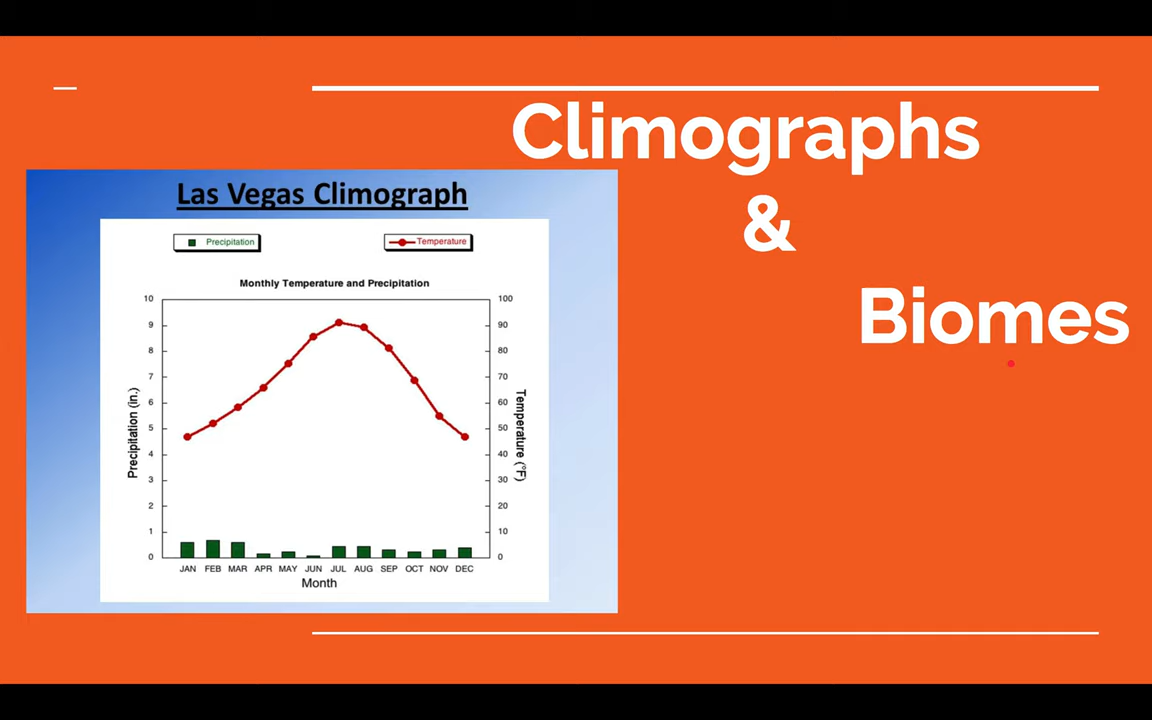 Climographs
&
Biomes
Las Vegas Climograph
Precipitation Temperature
Monthly Temperature and Precipitation
10 100
9 90
8 80
7 70
6 60
5 50
4 40
3 30
2 20
1 10
0 0
Precipitation (in.)
Temperature (°F)
JAN FEB MAR APR MAY JUN JUL AUG SEP OCT NOV DEC
Month